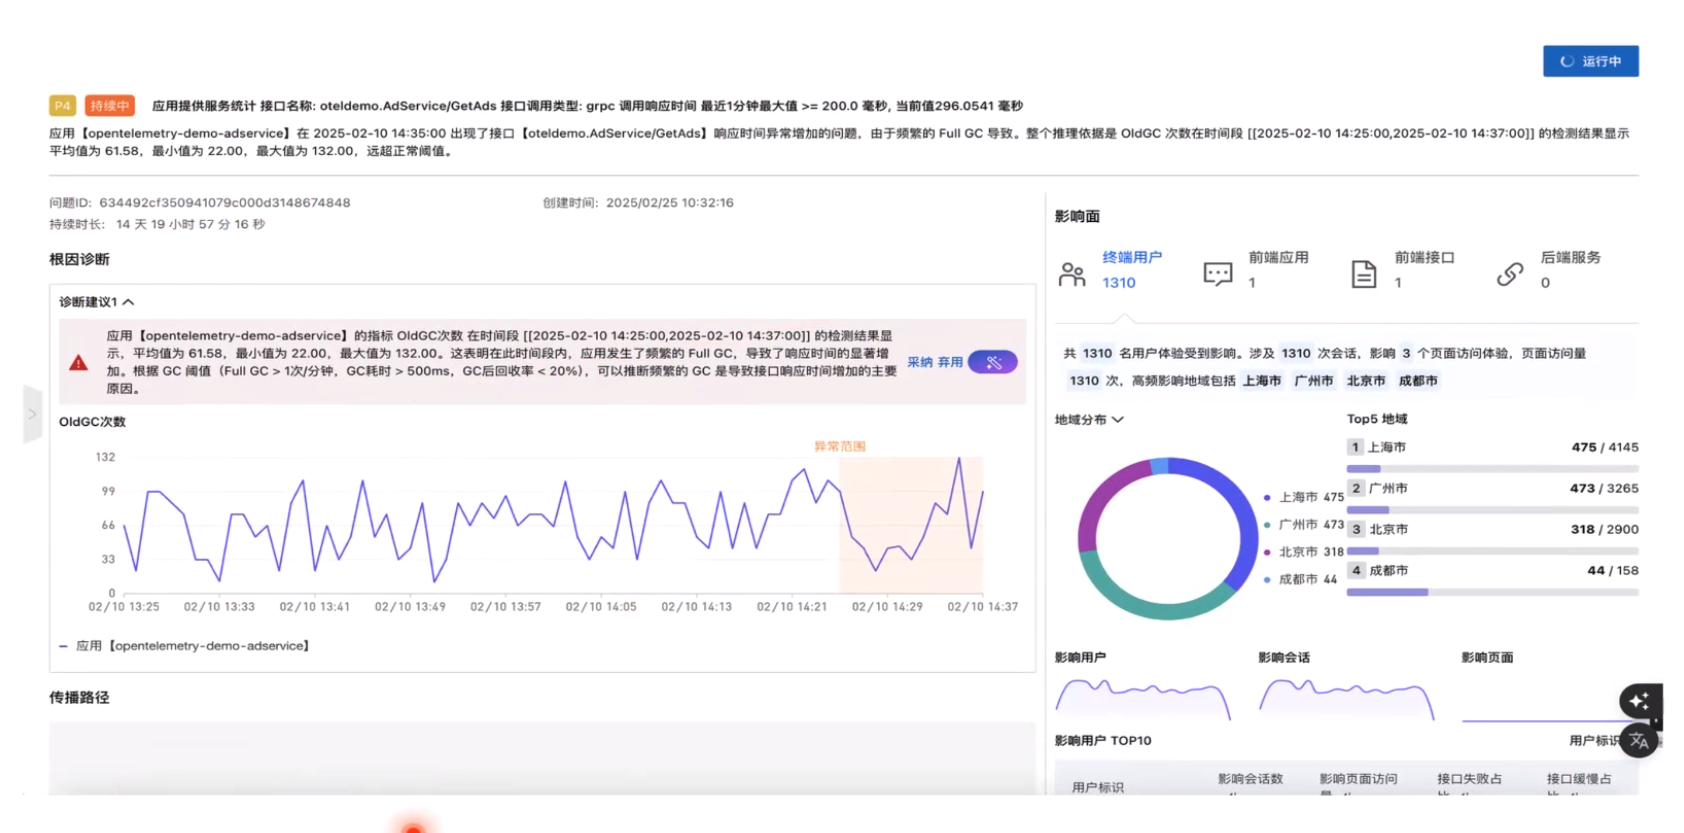 运行中
P4 持续中 应用提供服务统计 接口名称: oteldemo.AdService/GetAds 接口调用类型: grpc 调用响应时间 最近1分钟最大值 >= 200.0 毫秒, 当前值296.0541 毫秒
应用【opentelemetry-demo-adservice】在 2025-02-10 14:35:00 出现了接口【oteldemo.AdService/GetAds】响应时间异常增加的问题，由于频繁的 Full GC 导致。整个推理依据是 OldGC 次数在时间段 [[2025-02-10 14:25:00,2025-02-10 14:37:00]] 的检测结果显示
平均值为 61.58，最小值为 22.00，最大值为 132.00，远超正常阈值。
问题ID: 634492cf350941079c000d3148674848
创建时间: 2025/02/25 10:32:16
持续时长: 14 天 19 小时 57 分 16 秒
根因诊断
诊断建议1
应用【opentelemetry-demo-adservice】的指标 OldGC次数 在时间段 [[2025-02-10 14:25:00,2025-02-10 14:37:00]] 的检测结果显
示，平均值为 61.58，最小值为 22.00，最大值为 132.00。这表明在此时间段内，应用发生了频繁的 Full GC，导致了响应时间的显著增
加。根据 GC 阈值（Full GC > 1次/分钟，GC耗时 > 500ms，GC后回收率 < 20%），可以推断频繁的 GC 是导致接口响应时间增加的主要
原因。
采纳 弃用
OldGC次数
异常范围
132
99
66
33
0
02/10 13:25 02/10 13:33 02/10 13:41 02/10 13:49 02/10 13:57 02/10 14:05 02/10 14:13 02/10 14:21 02/10 14:29 02/10 14:37
应用【opentelemetry-demo-adservice】
传播路径
影响面
终端用户 前端应用 前端接口 后端服务
1310 1 1 0
共 1310 名用户体验受到影响。涉及 1310 次会话，影响 3 个页面访问体验，页面访问量
1310 次，高频影响地域包括 上海市 广州市 北京市 成都市
地域分布
上海市 475
广州市 473
北京市 318
成都市 44
Top5 地域
1 上海市 475 / 4145
2 广州市 473 / 3265
3 北京市 318 / 2900
4 成都市 44 / 158
影响用户 影响会话 影响页面
影响用户 TOP10 用户标识
用户标识 影响会话数 影响页面访问 接口失败占 接口缓慢占